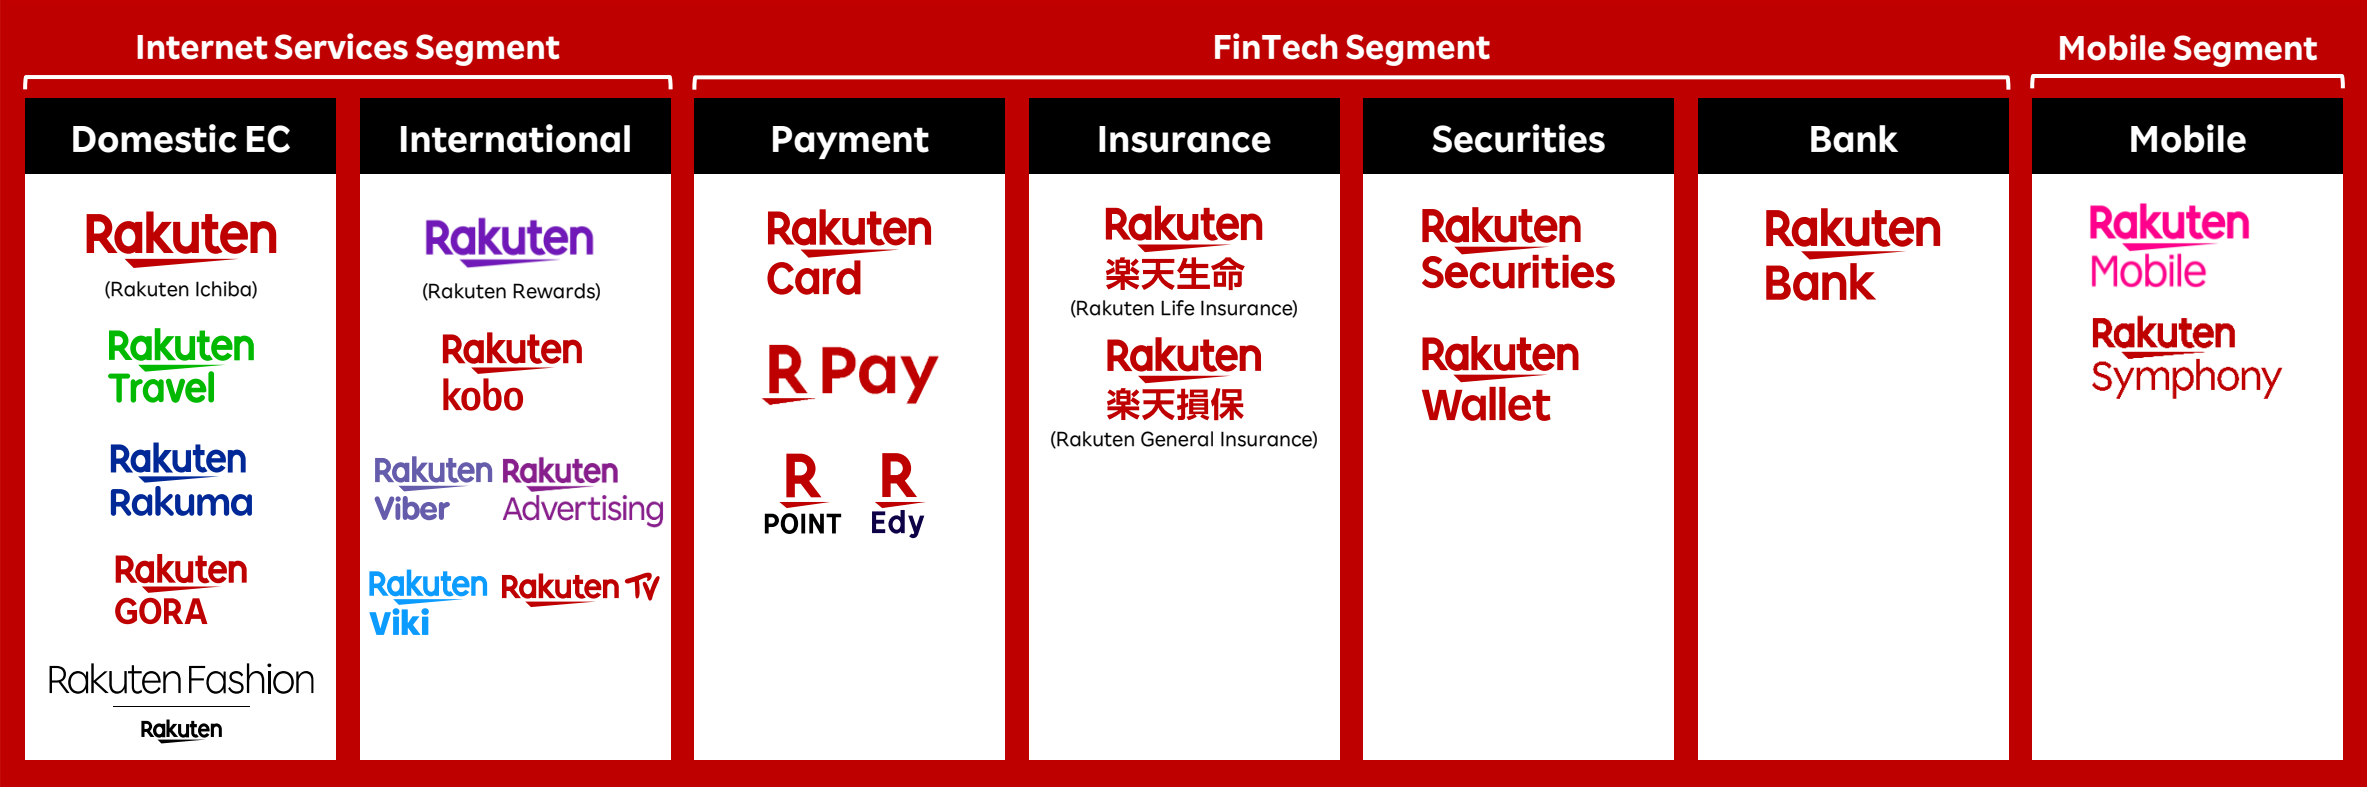 Internet Services Segment
FinTech Segment
Mobile Segment
Domestic EC
Rakuten
(Rakuten Ichiba)
Rakuten
Travel
Rakuten
Rakuma
Rakuten
GORA
Rakuten Fashion
Rakuten
International
Rakuten
(Rakuten Rewards)
Rakuten
kobo
Rakuten
Viber
Rakuten
Advertising
Rakuten
Viki
Rakuten TV
Payment
Rakuten
Card
R Pay
R
POINT
R
Edy
Insurance
Rakuten
楽天生命
(Rakuten Life Insurance)
Rakuten
楽天損保
(Rakuten General Insurance)
Securities
Rakuten
Securities
Rakuten
Wallet
Bank
Rakuten
Bank
Mobile
Rakuten
Mobile
Rakuten
Symphony